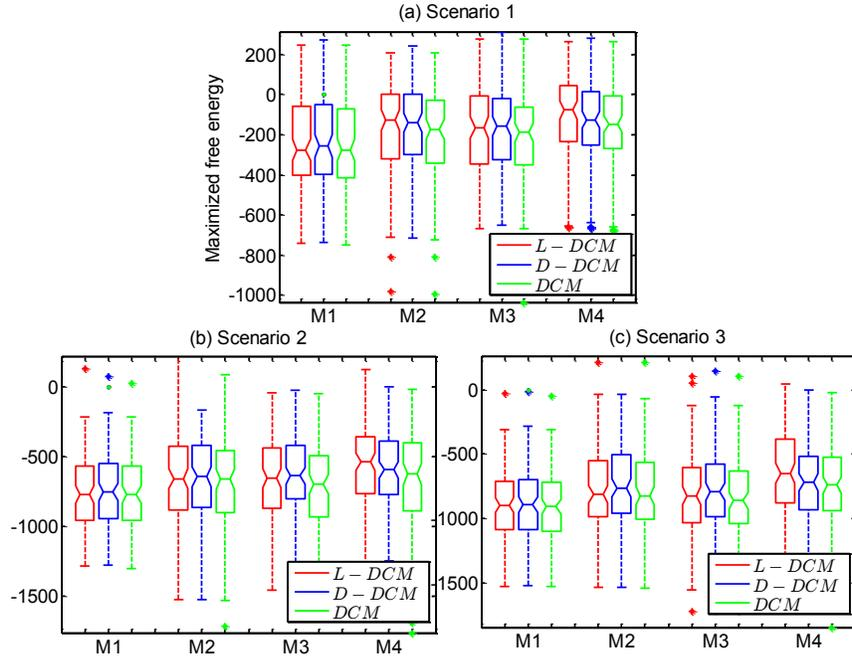 (a) Scenario 1
Maximized free energy
200
0
-200
-400
-600
-800
-1000
L - DCM
D - DCM
DCM
M1 M2 M3 M4
(b) Scenario 2
0
-500
-1000
-1500
L - DCM
D - DCM
DCM
M1 M2 M3 M4
(c) Scenario 3
0
-500
-1000
1500
L - DCM
D - DCM
DCM
M1 M2 M3 M4